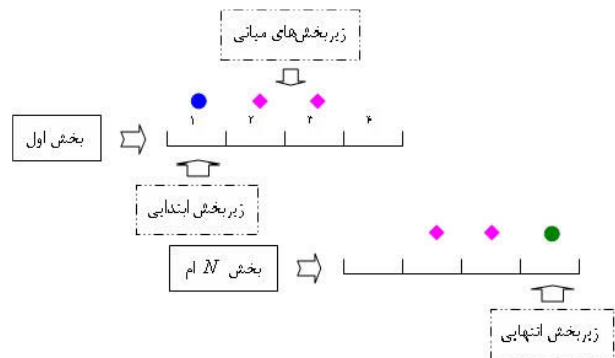 زیربخش‌های میانی
۱ ۲ ۳ ۴
بخش اول
زیربخش ابتدایی
بخش N ام
زیربخش انتهایی